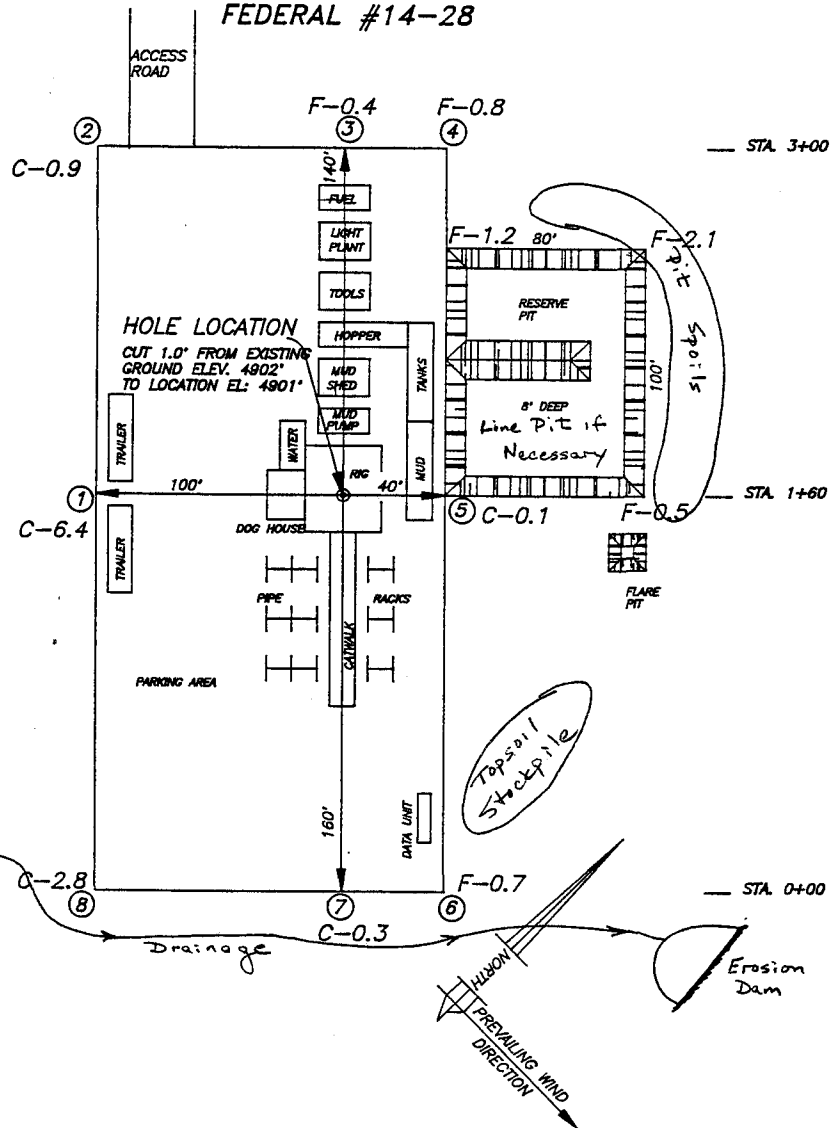 FEDERAL #14-28
ACCESS
ROAD
F-0.4
F-0.8
2
3
4
STA. 3+00
C-0.9
140'
FUEL
F-1.2
80'
F-2.1
LIGHT
PLANT
Pit Spoils
TOOLS
RESERVE
PIT
HOLE LOCATION
HOPPER
CUT 1.0' FROM EXISTING
GROUND ELEV. 4902'
TO LOCATION EL: 4901'
MUD
SHED
TANKS
100'
8' DEEP
Line Pit if
Necessary
MUD
PUMP
TRAILER
WATER
MUD
RIG
1
100'
40'
STA. 1+60
5
C-0.1
F-0.5
C-6.4
DOG HOUSE
TRAILER
FLARE
PIT
PIPE
RACKS
CATWALK
PARKING AREA
Topsoil
Stockpile
160'
DATA UNIT
C-2.8
F-0.7
STA. 0+00
8
7
6
C-0.3
Drainage
NORTH
Erosion
Dam
PREVAILING WIND
DIRECTION